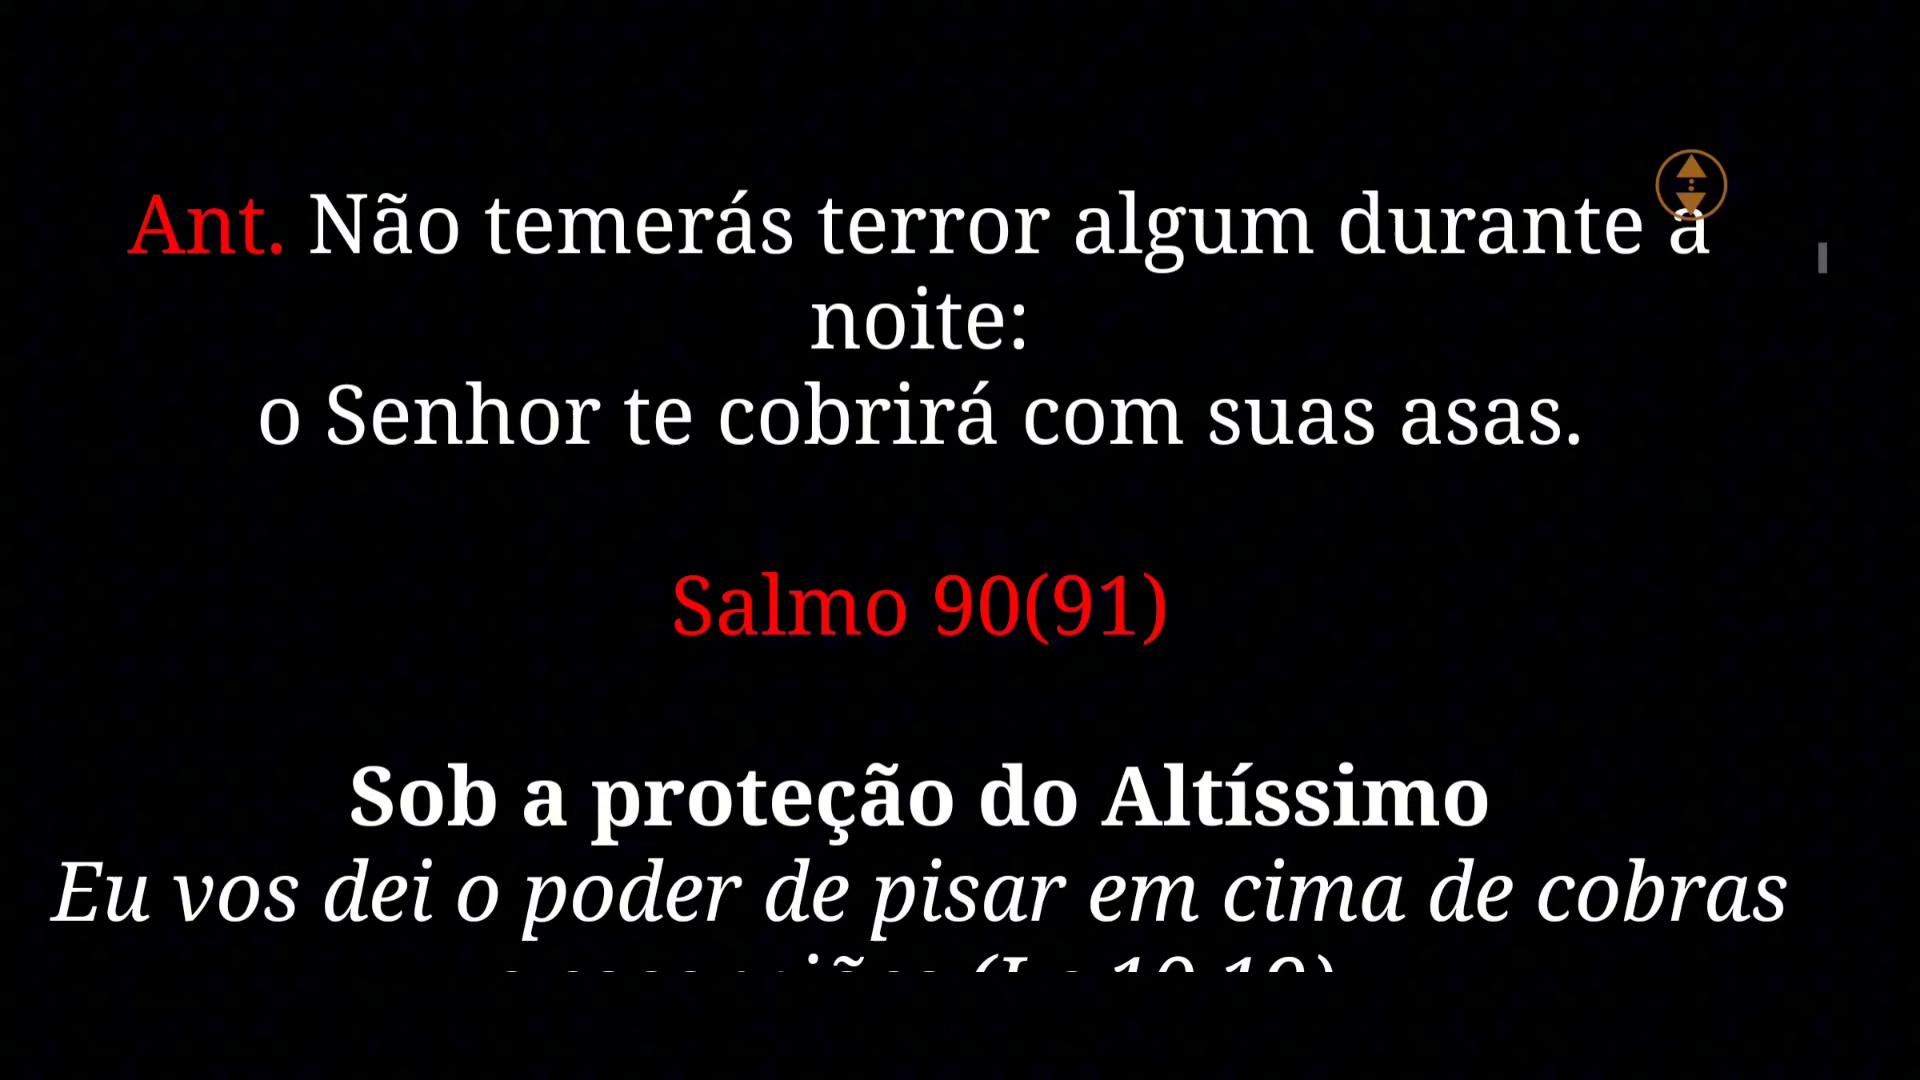 Ant. Não temerás terror algum durante a
noite:
o Senhor te cobrirá com suas asas.
Salmo 90(91)
Sob a proteção do Altíssimo
Eu vos dei o poder de pisar em cima de cobras